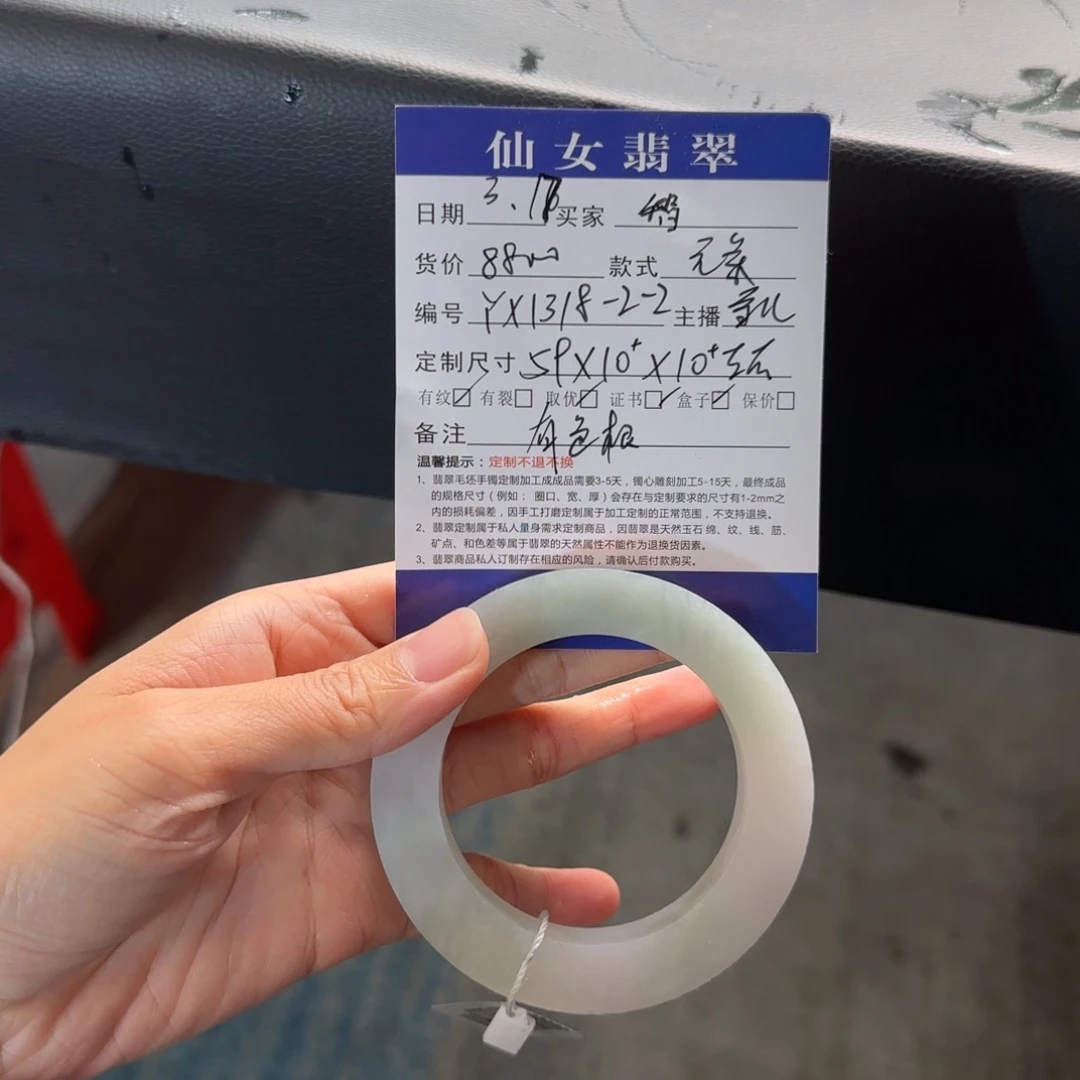 仙女翡翠
日期 3.18 买家
货价 8800 款式 元条
编号 YX1318-2-2 主播 雪儿
定制尺寸 59X10+X10+左右
有纹☑ 有裂☐ 取优☑ 证书☑ 盒子☑ 保价☐
备注 有色根
温馨提示：定制不退不换
1、翡翠毛坯手镯定制加工成成品需要3-5天，镯心雕刻加工5-15天，最终成品
的规格尺寸（例如： 圈口、宽、厚）会存在与定制要求的尺寸有1-2mm之
内的损耗偏差，因手工打磨定制属于加工定制的正常范围，不支持退换。
2、翡翠定制属于私人量身需求定制商品，因翡翠是天然玉石 绵、纹、线、筋、
矿点、和色差等属于翡翠的天然属性不能作为退换货因素。
3、翡翠商品私人订制存在相应的风险，请确认后付款购买。